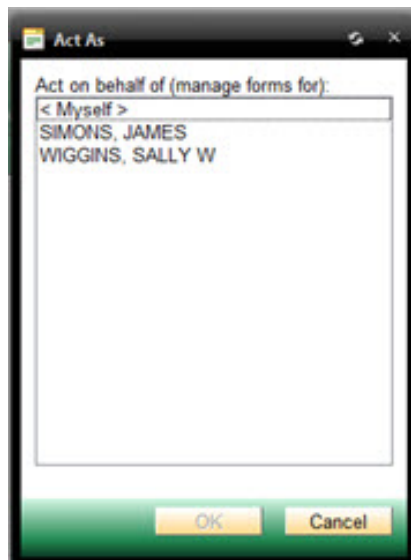 Act As
Act on behalf of (manage forms for):
< Myself >
SIMONS, JAMES
WIGGINS, SALLY W
OK Cancel